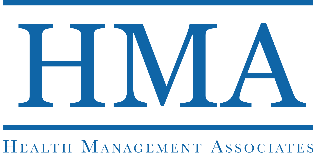 HMA
HEALTH MANAGEMENT ASSOCIATES